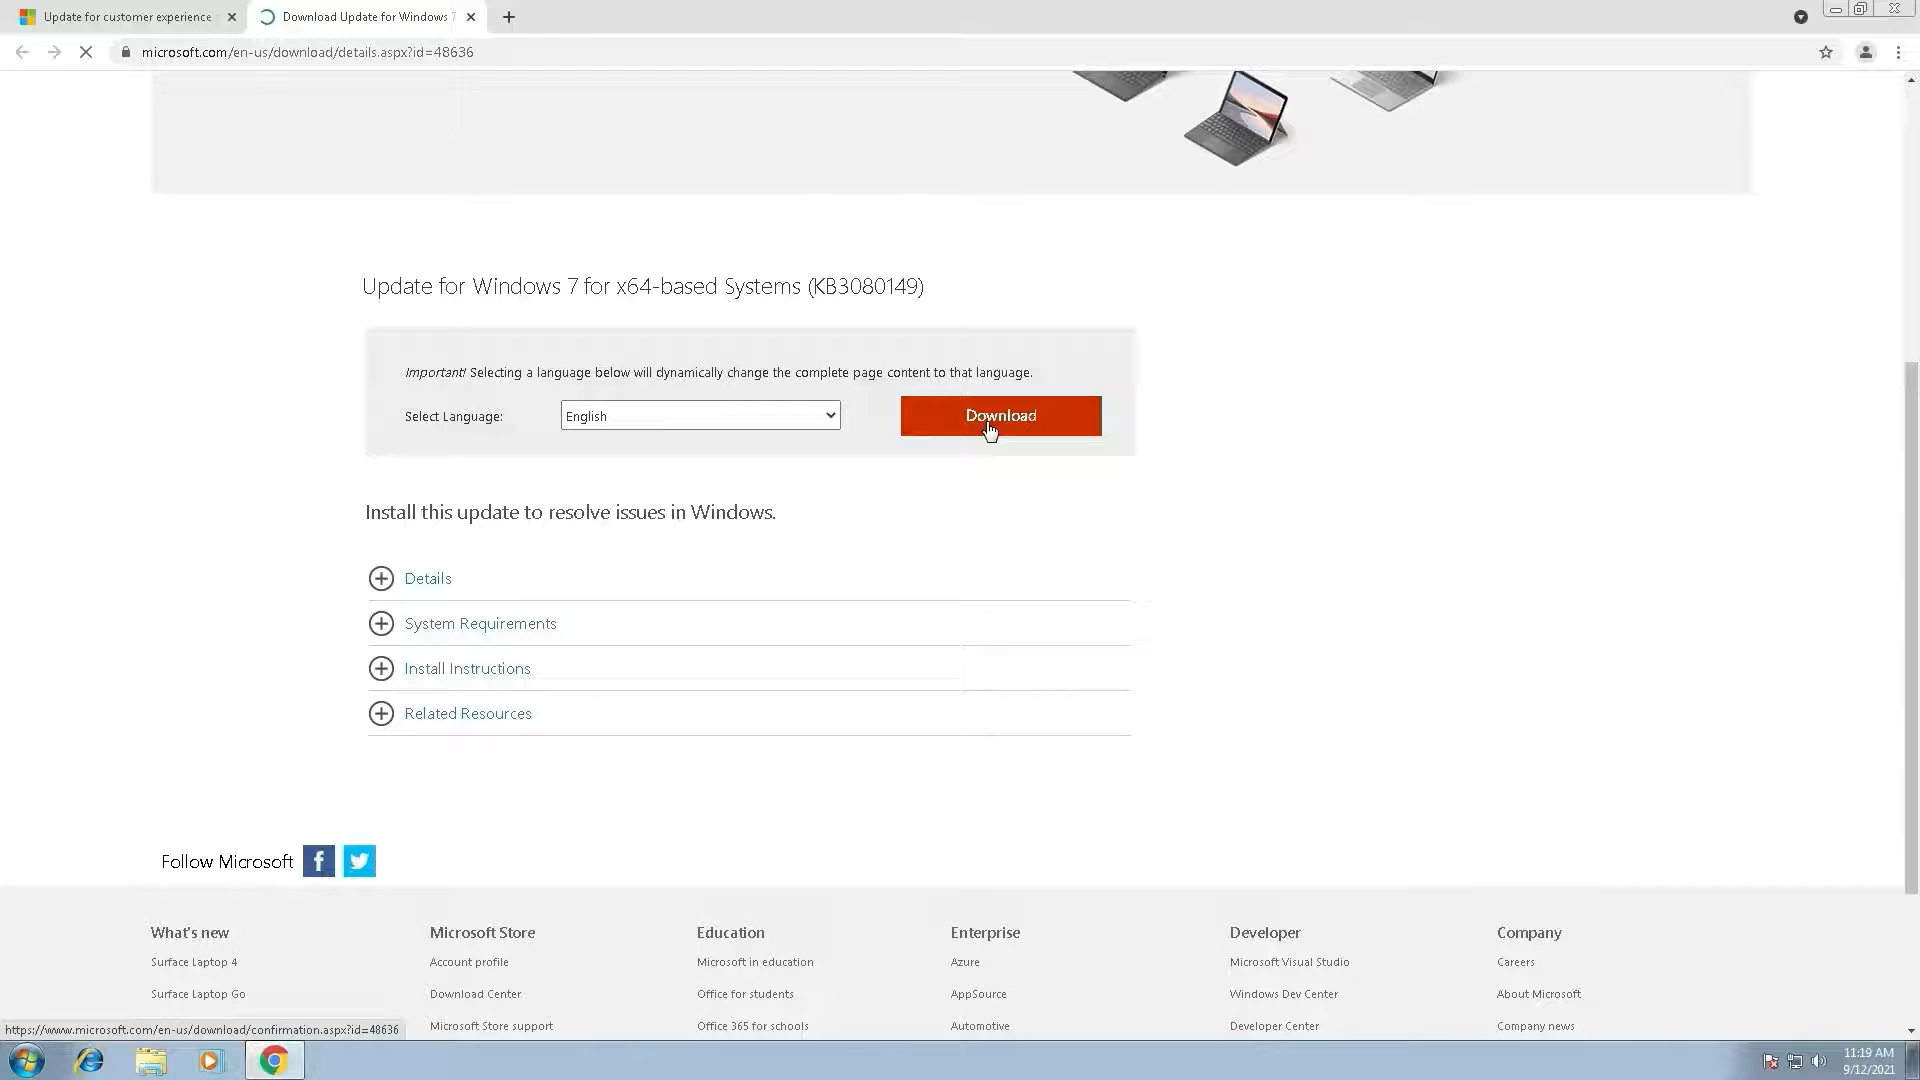 Update for customer experience
Download Update for Windows 7
microsoft.com/en-us/download/details.aspx?id=48636
Update for Windows 7 for x64-based Systems (KB3080149)
Important! Selecting a language below will dynamically change the complete page content to that language.
Select Language:
English
Download
Install this update to resolve issues in Windows.
Details
System Requirements
Install Instructions
Related Resources
Follow Microsoft
What's new
Microsoft Store
Education
Enterprise
Developer
Company
Surface Laptop 4
Account profile
Microsoft in education
Azure
Microsoft Visual Studio
Careers
Surface Laptop Go
Download Center
Office for students
AppSource
Windows Dev Center
About Microsoft
https://www.microsoft.com/en-us/download/confirmation.aspx?id=48636
Microsoft Store support
Office 365 for schools
Automotive
Developer Center
Company news
11:19 AM
9/12/2021